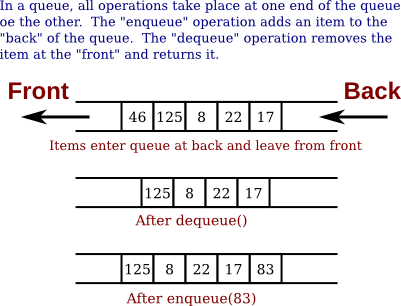 In a queue, all operations take place at one end of the queue
oe the other.  The "enqueue" operation adds an item to the
"back" of the queue.  The "dequeue" operation removes the
item at the "front" and returns it.
Front Back
46 125 8 22 17
Items enter queue at back and leave from front
125 8 22 17
After dequeue()
125 8 22 17 83
After enqueue(83)